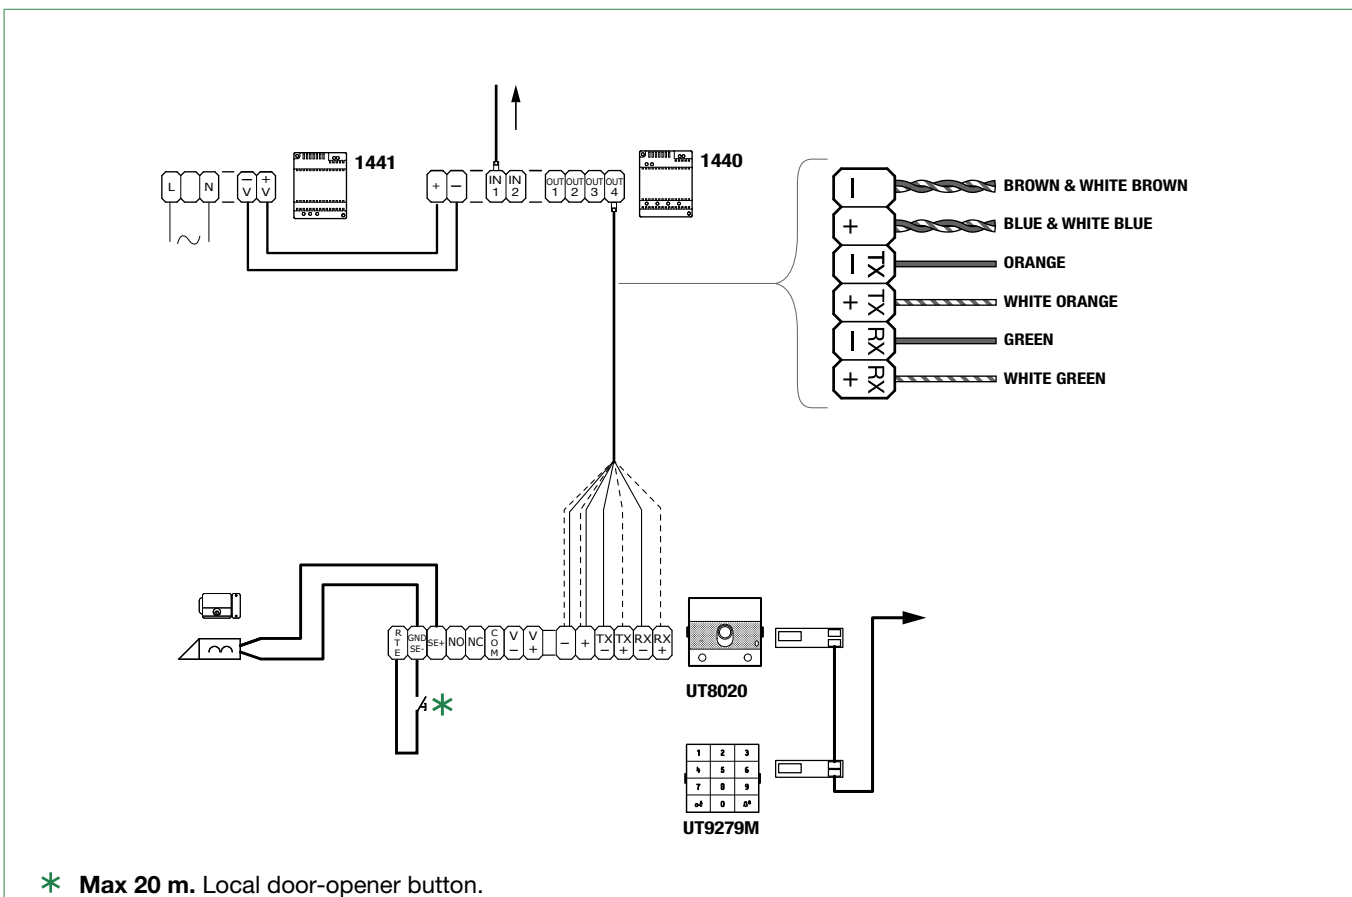 1441
1440
L N
− V
+ V
+ −
IN 1
IN 2
OUT 1
OUT 2
OUT 3
OUT 4
− BROWN & WHITE BROWN
+ BLUE & WHITE BLUE
− TX ORANGE
+ TX WHITE ORANGE
− RX GREEN
+ RX WHITE GREEN
RTE
GND SE-
SE+
NO
NC
COM
V −
V +
−
+
TX −
TX +
RX −
RX +
UT8020
1 2 3
4 5 6
7 8 9
0
UT9279M
* Max 20 m. Local door-opener button.